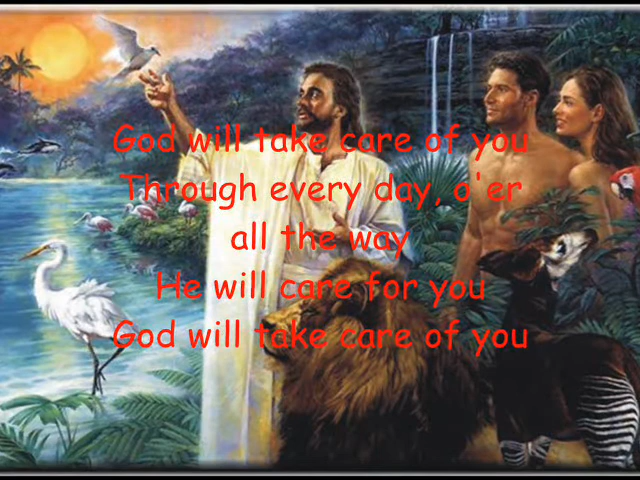 God will take care of you
Through every day, o'er
all the way
He will care for you
God will take care of you